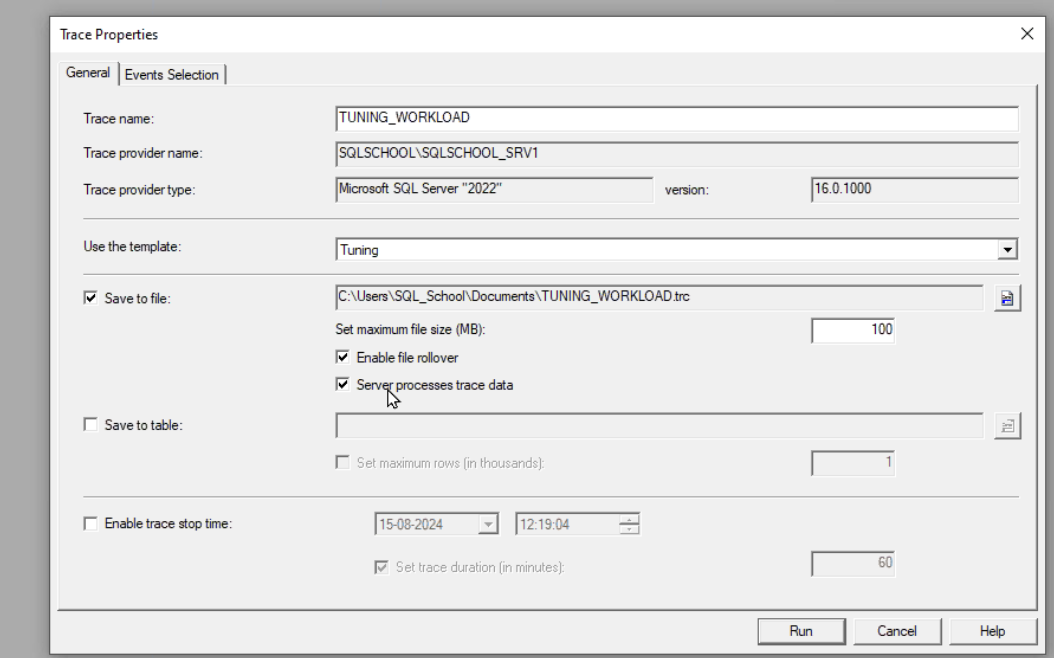 Trace Properties
General Events Selection
Trace name: TUNING_WORKLOAD
Trace provider name: SQLSCHOOL\SQLSCHOOL_SRV1
Trace provider type: Microsoft SQL Server "2022" version: 16.0.1000
Use the template: Tuning
Save to file: C:\Users\SQL_School\Documents\TUNING_WORKLOAD.trc
Set maximum file size (MB): 100
Enable file rollover
Server processes trace data
Save to table:
Set maximum rows (in thousands): 1
Enable trace stop time: 15-08-2024 12:19:04
Set trace duration (in minutes): 60
Run Cancel Help